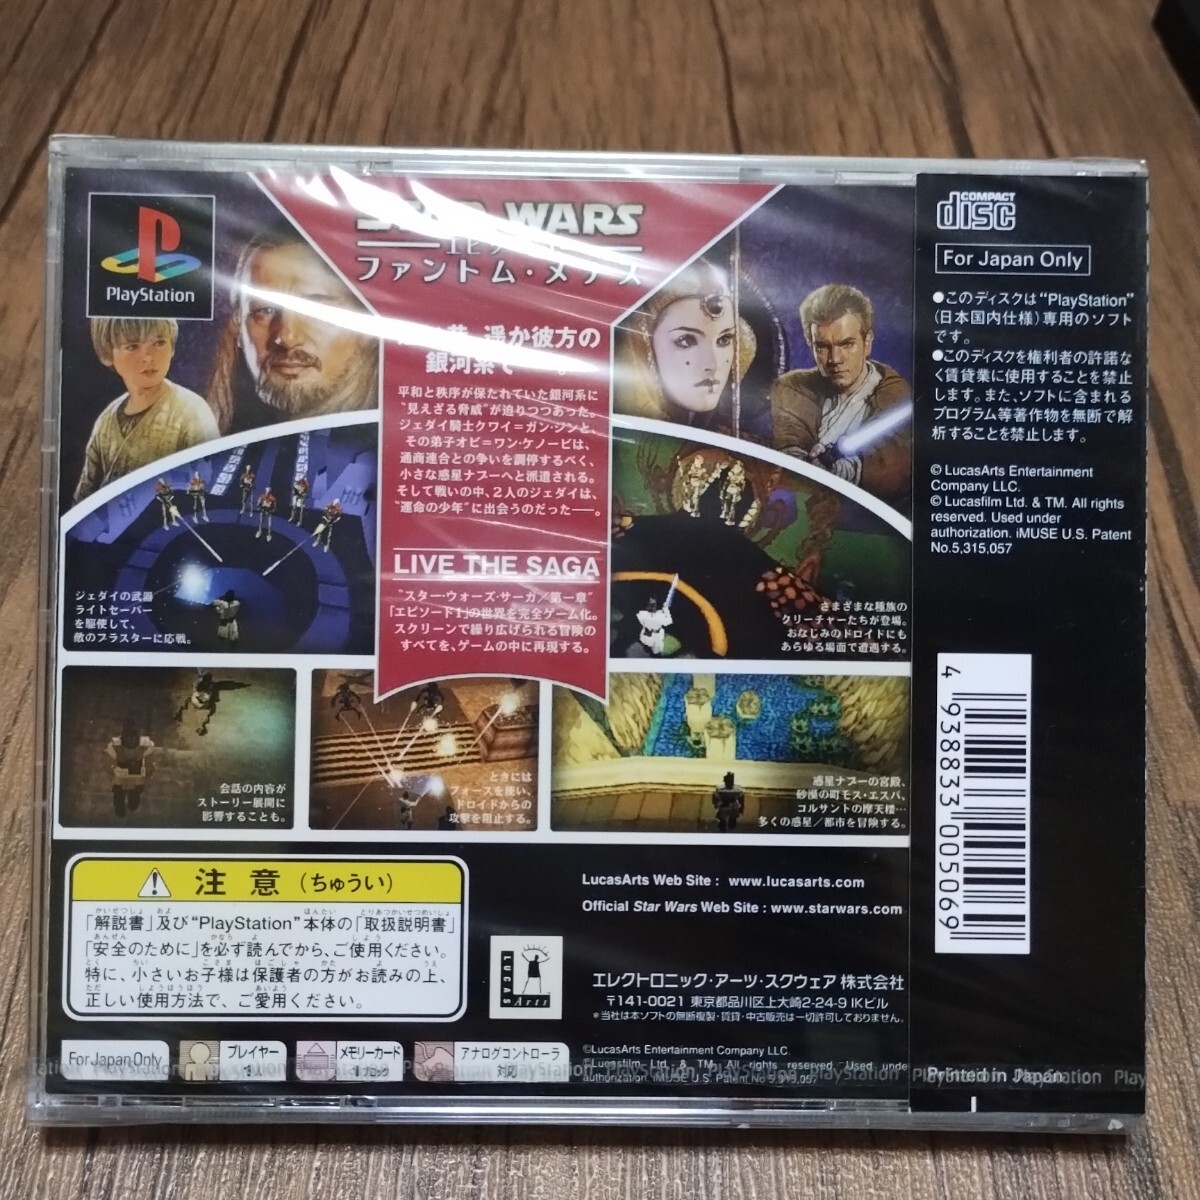 PlayStation
STAR WARS
ファントム・メナス
遥か彼方の
銀河系で
平和と秩序が保たれていた銀河系に
“見えざる脅威”が迫りつつあった。
ジェダイ騎士クワイ=ガン・ジンと、
その弟子オビ=ワン・ケノービは、
通商連合との争いを調停するべく、
小さな惑星ナブーへと派遣される。
そして戦いの中、2人のジェダイは、
“運命の少年”に出会うのだった――。
LIVE THE SAGA
“スター・ウォーズ・サーガ/第一章”
「エピソード1」の世界を完全ゲーム化。
スクリーンで繰り広げられる冒険の
すべてを、ゲームの中に再現する。
ジェダイの武器
ライトセーバー
を駆使して、
敵のブラスターに応戦。
さまざまな種族の
クリーチャーたちが登場。
おなじみのドロイドにも
あらゆる場面で遭遇する。
会話の内容が
ストーリー展開に
影響することも。
ときには
フォースを使い、
ドロイドからの
攻撃を阻止する。
惑星ナブーの宮殿、
砂漠の町モス・エスパ、
コルサントの摩天楼…
多くの惑星/都市を冒険する。
注意(ちゅうい)
「解説書」及び“PlayStation”本体の「取扱説明書」
「安全のために」を必ず読んでから、ご使用ください。
特に、小さいお子様は保護者の方がお読みの上、
正しい使用方法で、ご愛用ください。
LucasArts Web Site : www.lucasarts.com
Official Star Wars Web Site : www.starwars.com
LUCAS
Arts
エレクトロニック・アーツ・スクウェア 株式会社
〒141-0021 東京都品川区上大崎2-24-9 IKビル
*当社は本ソフトの無断複製・賃貸・中古販売は一切許可しておりません。
For Japan Only
プレイヤー
1人
メモリーカード
1ブロック
アナログコントローラ
対応
©LucasArts Entertainment Company LLC.
©Lucasfilm Ltd. & TM. All rights reserved. Used under
authorization. iMUSE U.S. Patent No.5,315,057
COMPACT
disc
For Japan Only
●このディスクは“PlayStation”
(日本国内仕様)専用のソフト
です。
●このディスクを権利者の許諾な
く賃貸業に使用することを禁止
します。また、ソフトに含まれる
プログラム等著作物を無断で解
析することを禁止します。
© LucasArts Entertainment
Company LLC.
© Lucasfilm Ltd. & TM. All rights
reserved. Used under
authorization. iMUSE U.S. Patent
No.5,315,057
4 938833 005069
Printed in Japan